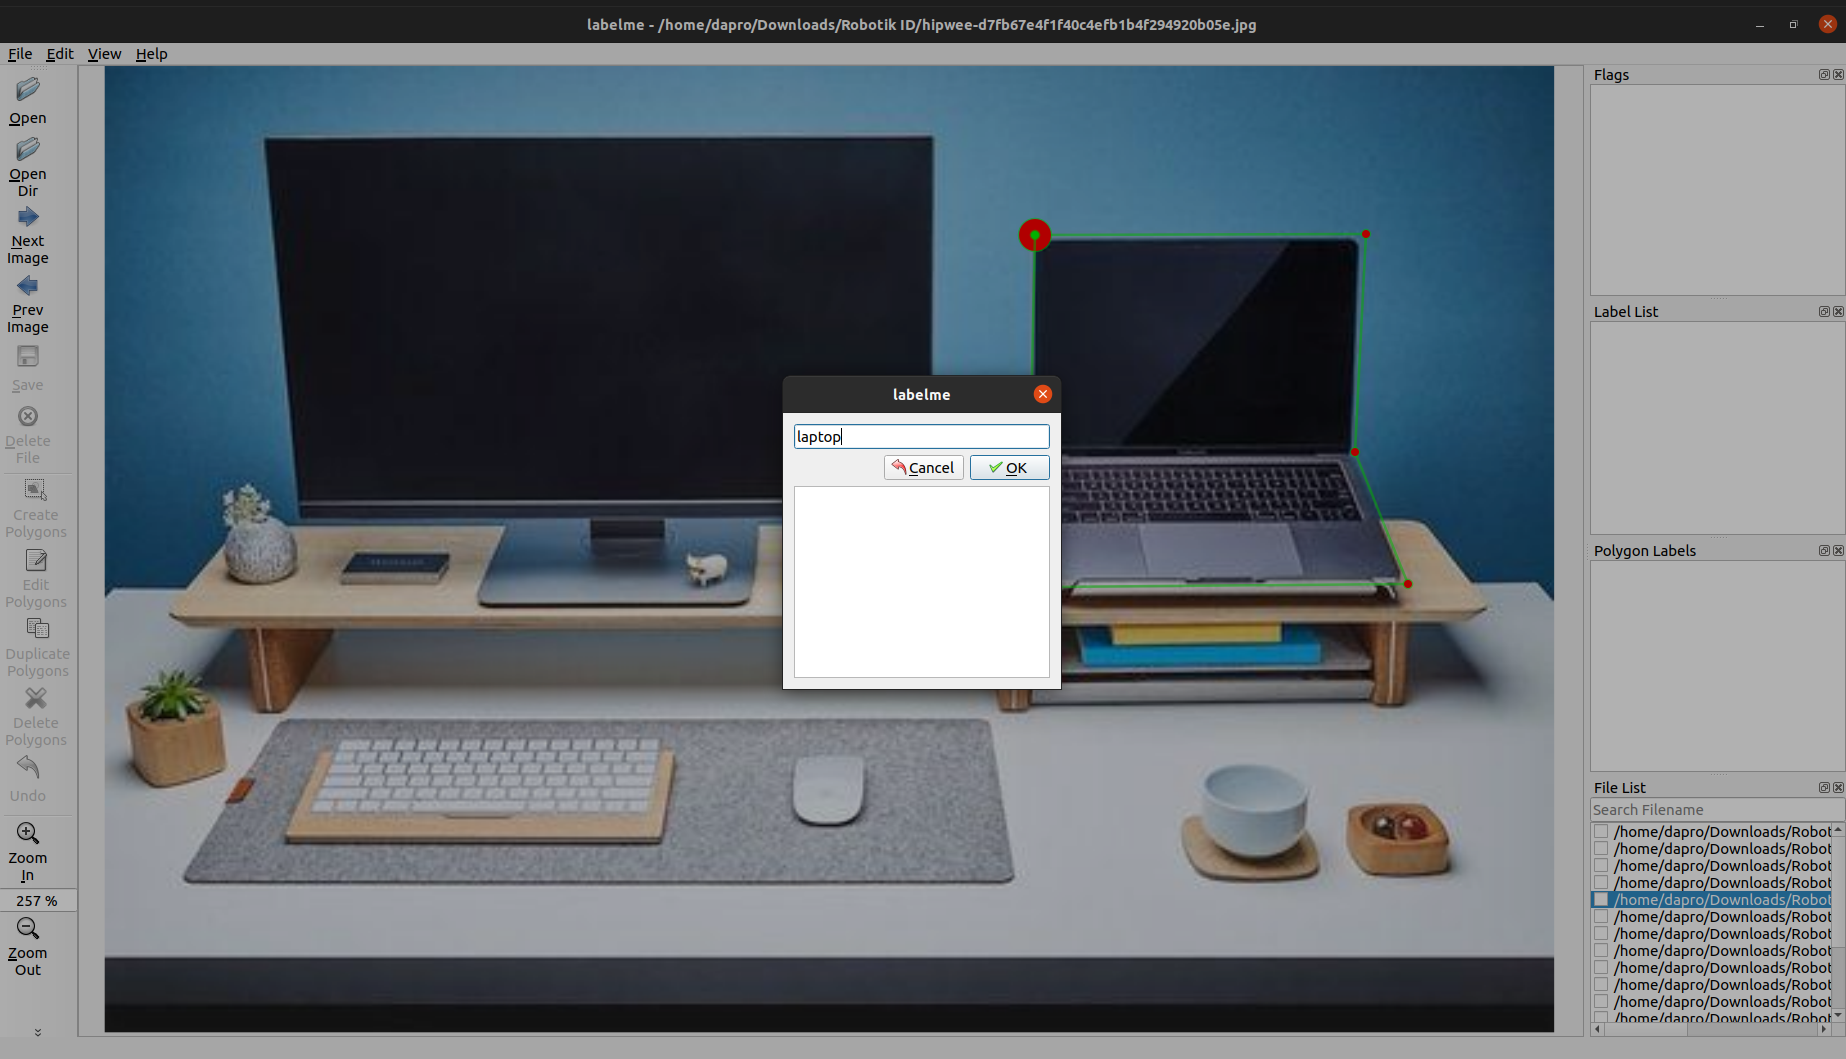 labelme - /home/dapro/Downloads/Robotik ID/hipwee-d7fb67e4f1f40c4efb1b4f294920b05e.jpg
File Edit View Help
Open
Open
Dir
Next
Image
Prev
Image
Save
Delete
File
Create
Polygons
Edit
Polygons
Duplicate
Polygons
Delete
Polygons
Undo
Zoom
In
257 %
Zoom
Out
labelme
laptop
Cancel OK
Flags
Label List
Polygon Labels
File List
Search Filename
/home/dapro/Downloads/Robot
/home/dapro/Downloads/Robot
/home/dapro/Downloads/Robot
/home/dapro/Downloads/Robot
/home/dapro/Downloads/Robot
/home/dapro/Downloads/Robot
/home/dapro/Downloads/Robot
/home/dapro/Downloads/Robot
/home/dapro/Downloads/Robot
/home/dapro/Downloads/Robot
/home/dapro/Downloads/Robot
/home/dapro/Downloads/Robot